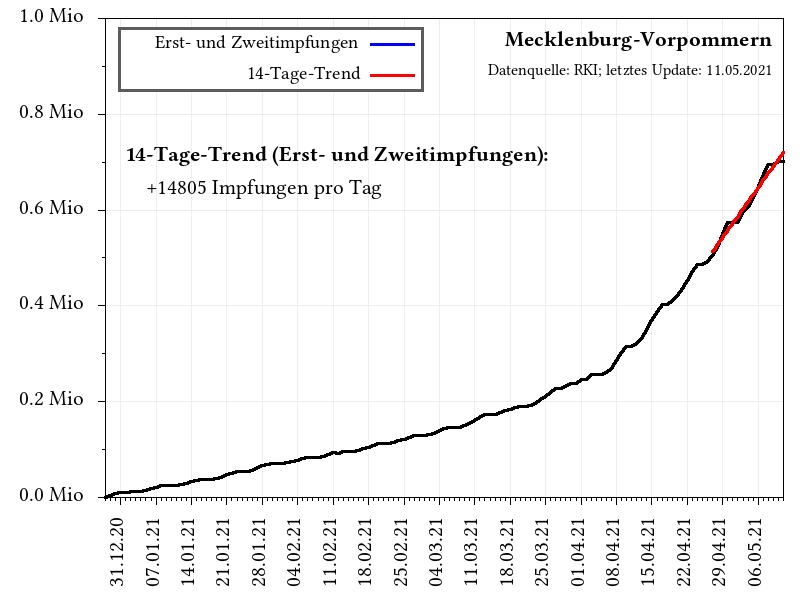 1.0 Mio
0.8 Mio
0.6 Mio
0.4 Mio
0.2 Mio
0.0 Mio
Erst- und Zweitimpfungen
14-Tage-Trend
Mecklenburg-Vorpommern
Datenquelle: RKI; letztes Update: 11.05.2021
14-Tage-Trend (Erst- und Zweitimpfungen):
+14805 Impfungen pro Tag
31.12.20
07.01.21
14.01.21
21.01.21
28.01.21
04.02.21
11.02.21
18.02.21
25.02.21
04.03.21
11.03.21
18.03.21
25.03.21
01.04.21
08.04.21
15.04.21
22.04.21
29.04.21
06.05.21